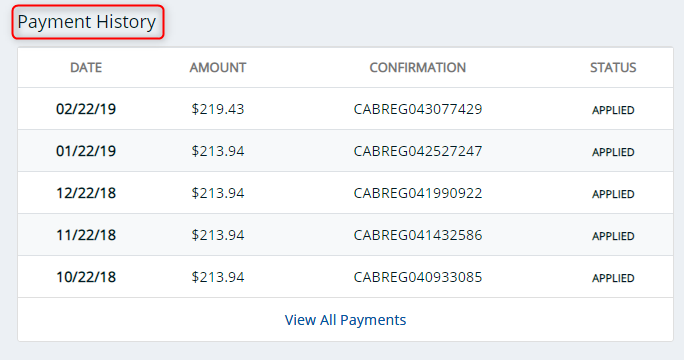 Payment History
DATE AMOUNT CONFIRMATION STATUS
02/22/19 $219.43 CABREG043077429 APPLIED
01/22/19 $213.94 CABREG042527247 APPLIED
12/22/18 $213.94 CABREG041990922 APPLIED
11/22/18 $213.94 CABREG041432586 APPLIED
10/22/18 $213.94 CABREG040933085 APPLIED
View All Payments